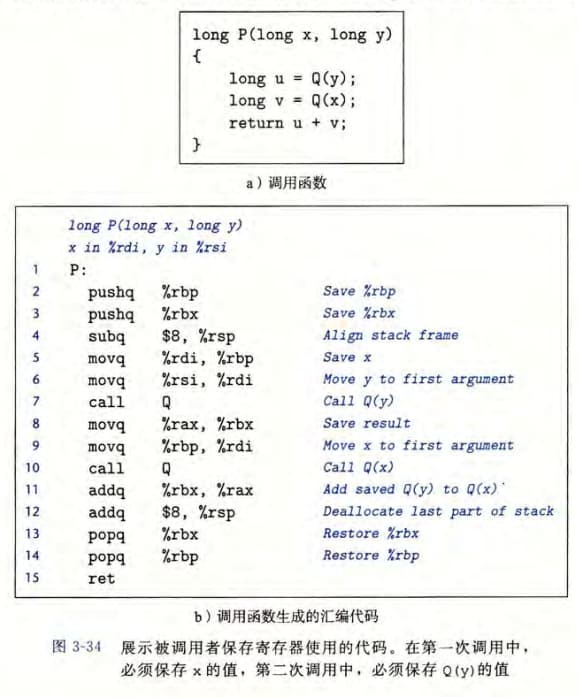 long P(long x, long y)
{
    long u = Q(y);
    long v = Q(x);
    return u + v;
}
a）调用函数
long P(long x, long y)
x in %rdi, y in %rsi
1 P:
2 pushq %rbp Save %rbp
3 pushq %rbx Save %rbx
4 subq $8, %rsp Align stack frame
5 movq %rdi, %rbp Save x
6 movq %rsi, %rdi Move y to first argument
7 call Q Call Q(y)
8 movq %rax, %rbx Save result
9 movq %rbp, %rdi Move x to first argument
10 call Q Call Q(x)
11 addq %rbx, %rax Add saved Q(y) to Q(x)
12 addq $8, %rsp Deallocate last part of stack
13 popq %rbx Restore %rbx
14 popq %rbp Restore %rbp
15 ret
b）调用函数生成的汇编代码
图 3-34 展示被调用者保存寄存器使用的代码。在第一次调用中，
必须保存 x 的值，第二次调用中，必须保存 Q(y)的值